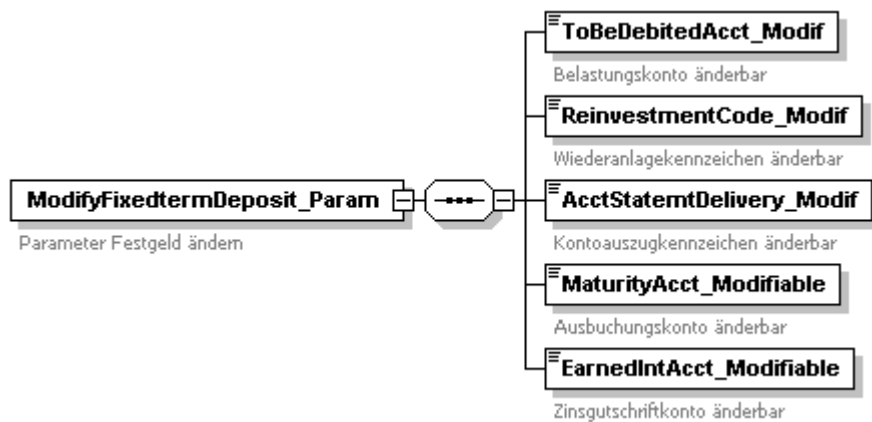 ToBeDebitedAcct_Modif
Belastungskonto änderbar
ReinvestmentCode_Modif
Wiederanlagekennzeichen änderbar
ModifyFixedtermDeposit_Param
Parameter Festgeld ändern
AcctStatemtDelivery_Modif
Kontoauszugkennzeichen änderbar
MaturityAcct_Modifiable
Ausbuchungskonto änderbar
EarnedIntAcct_Modifiable
Zinsgutschriftkonto änderbar